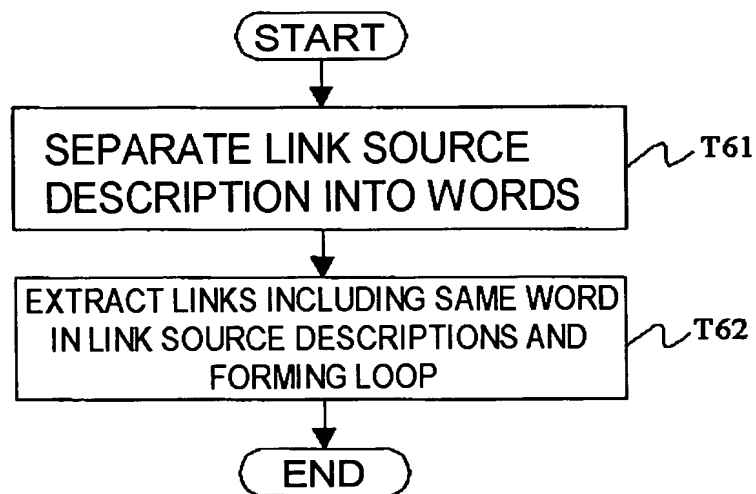 START
SEPARATE LINK SOURCE
DESCRIPTION INTO WORDS
T61
EXTRACT LINKS INCLUDING SAME WORD
IN LINK SOURCE DESCRIPTIONS AND
FORMING LOOP
T62
END